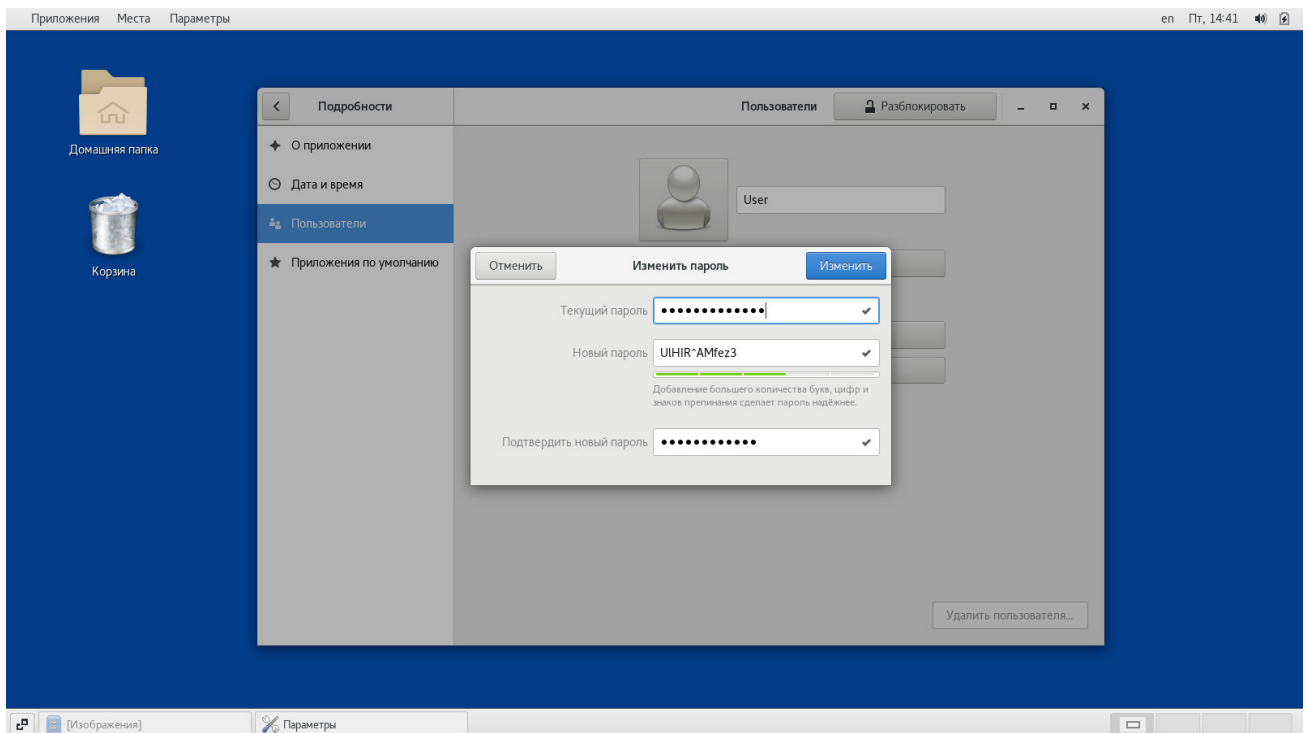 Приложения Места Параметры
en Пт, 14:41
Домашняя папка
Корзина
Подробности
Пользователи
Разблокировать
О приложении
Дата и время
Пользователи
Приложения по умолчанию
User
Отменить
Изменить пароль
Изменить
Текущий пароль
●●●●●●●●●●●●●
Новый пароль
UlHIR^AMfez3
Добавление большего количества букв, цифр и
знаков препинания сделает пароль надёжнее.
Подтвердить новый пароль
●●●●●●●●●●●●
Удалить пользователя...
[Изображения]
Параметры